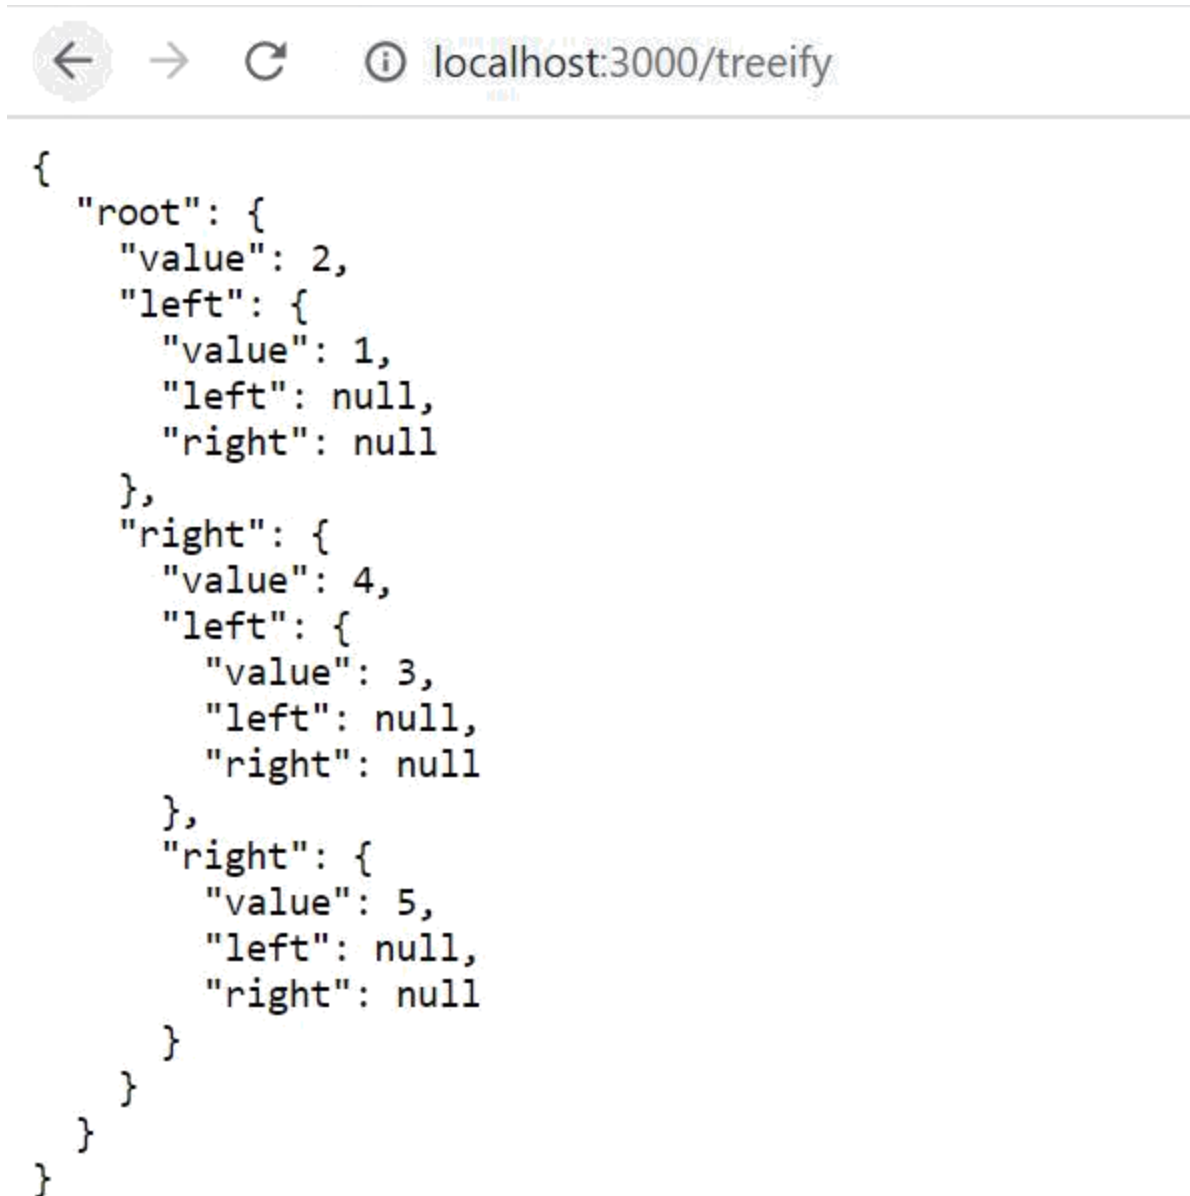 localhost:3000/treeify
{
  "root": {
    "value": 2,
    "left": {
      "value": 1,
      "left": null,
      "right": null
    },
    "right": {
      "value": 4,
      "left": {
        "value": 3,
        "left": null,
        "right": null
      },
      "right": {
        "value": 5,
        "left": null,
        "right": null
      }
    }
  }
}